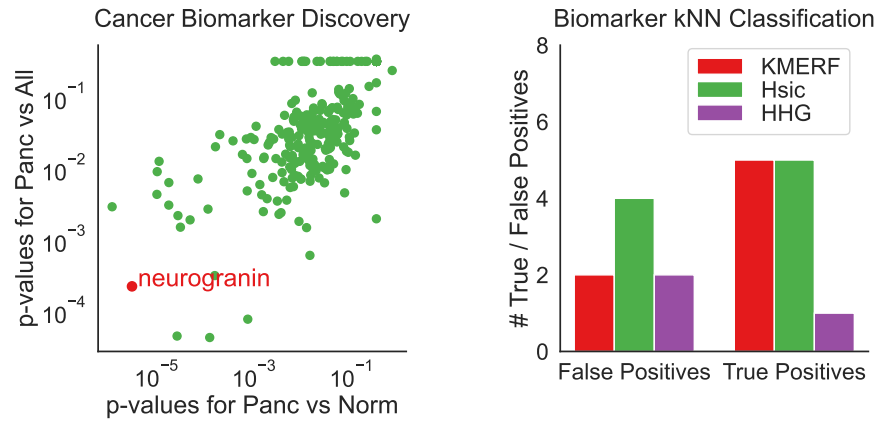 Cancer Biomarker Discovery
p-values for Panc vs All
10⁻¹
10⁻²
10⁻³
10⁻⁴
neurogranin
10⁻⁵
10⁻³
10⁻¹
p-values for Panc vs Norm
Biomarker kNN Classification
# True / False Positives
8
6
4
2
0
KMERF
Hsic
HHG
False Positives
True Positives